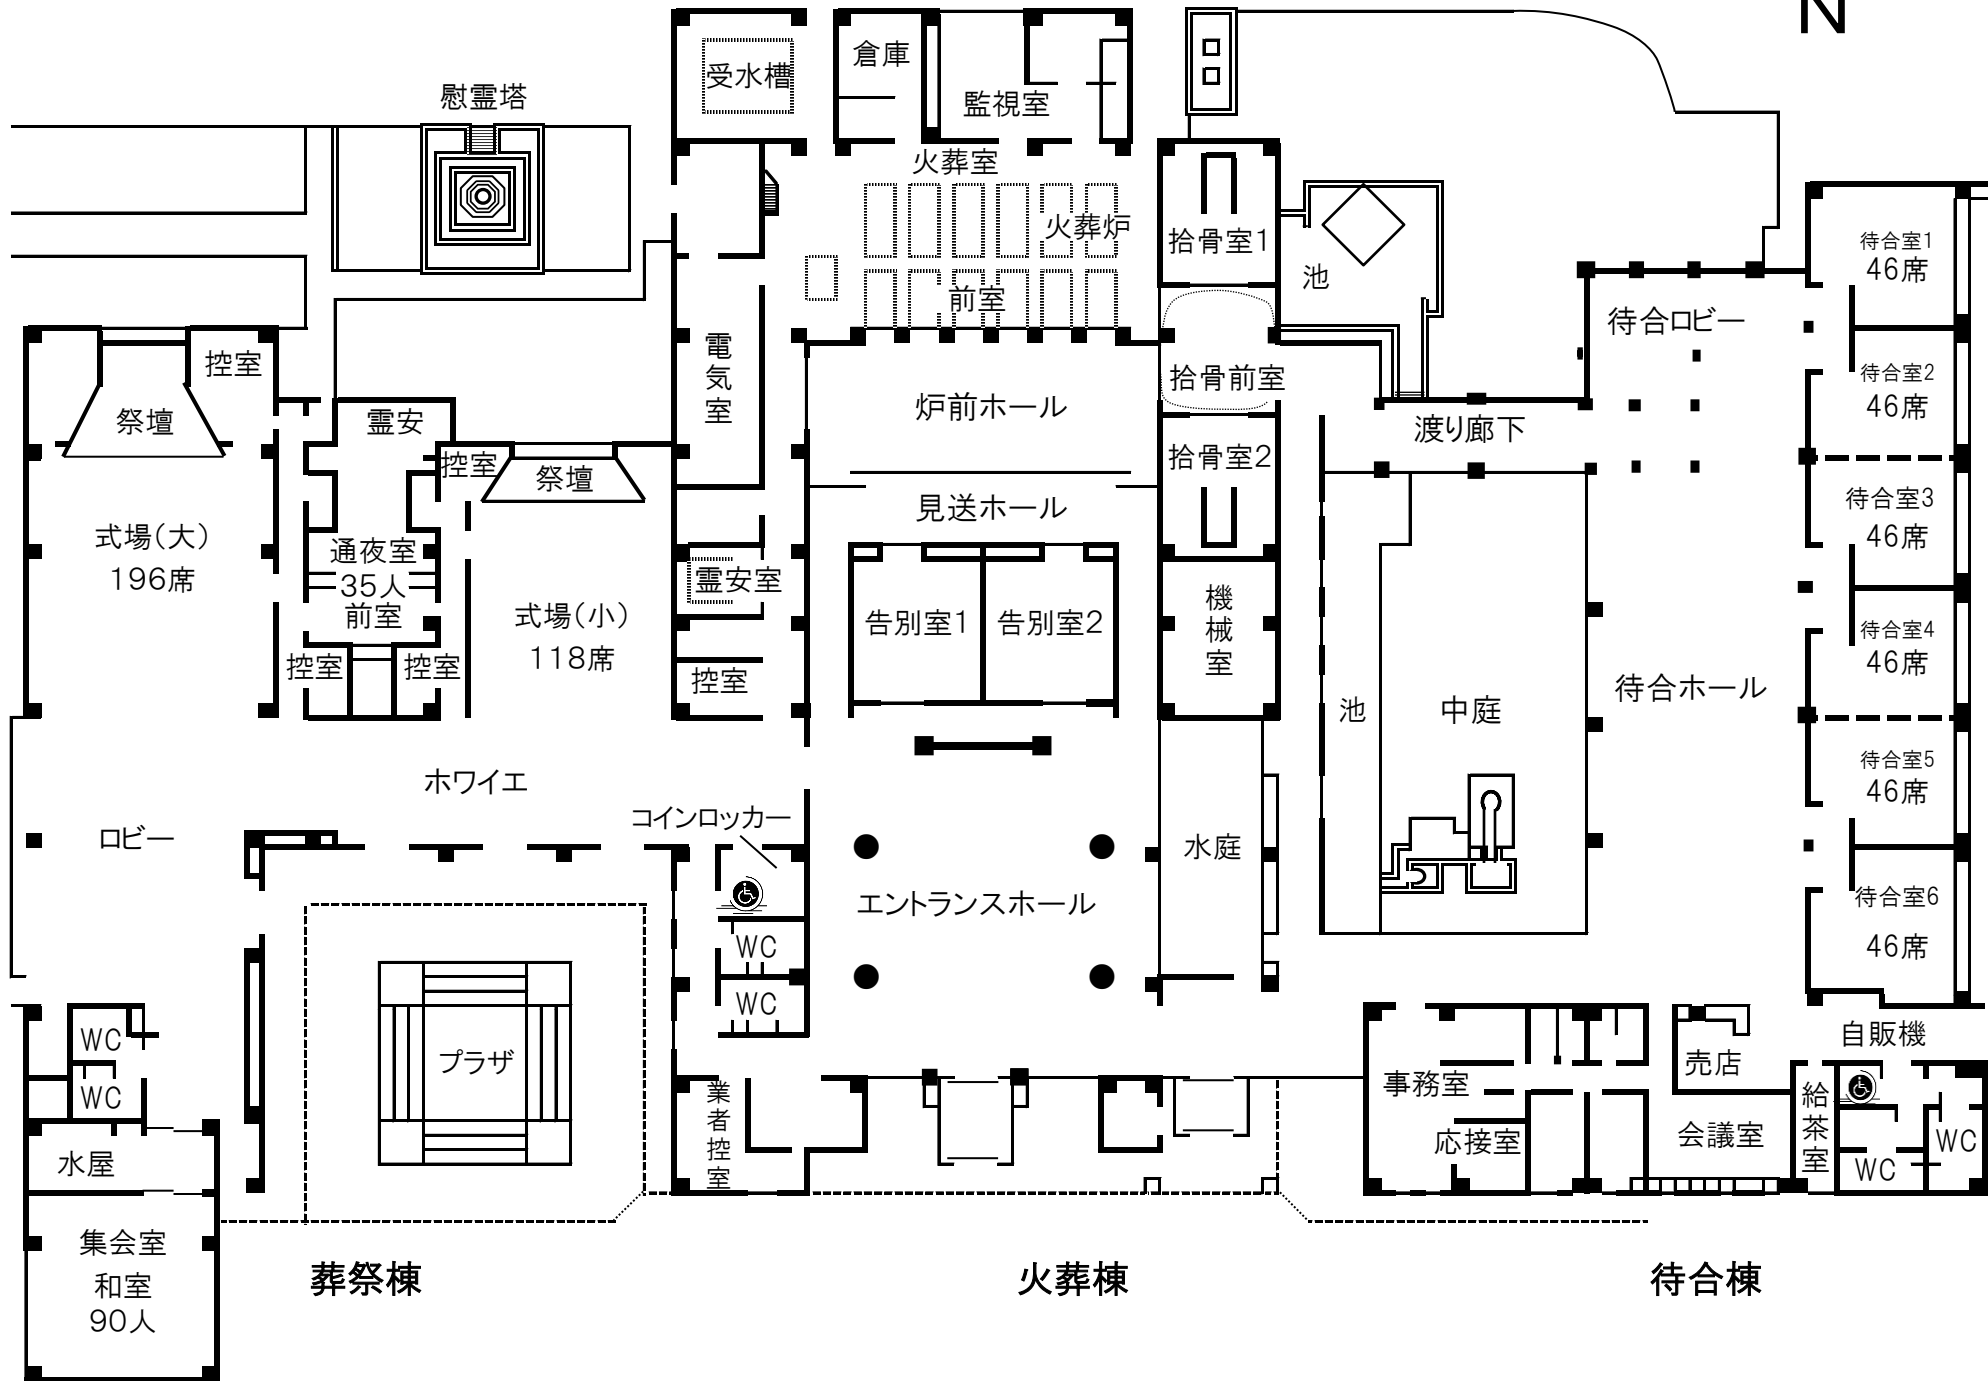 N
倉庫
受水槽
監視室
慰霊塔
火葬室
火葬炉
拾骨室1
待合室1
46席
池
前室
待合ロビー
控室
電気室
待合室2
46席
拾骨前室
祭壇
霊安
炉前ホール
渡り廊下
控室
祭壇
拾骨室2
待合室3
46席
見送ホール
式場(大)
196席
通夜室
35人
前室
霊安室
式場(小)
118席
告別室1
告別室2
機械室
待合室4
46席
控室
控室
控室
待合ホール
池
中庭
待合室5
46席
ホワイエ
コインロッカー
ロビー
水庭
エントランスホール
待合室6
46席
WC
WC
WC
WC
プラザ
自販機
売店
事務室
業者控室
給茶室
会議室
応接室
WC
WC
水屋
集会室
和室
90人
葬祭棟
火葬棟
待合棟